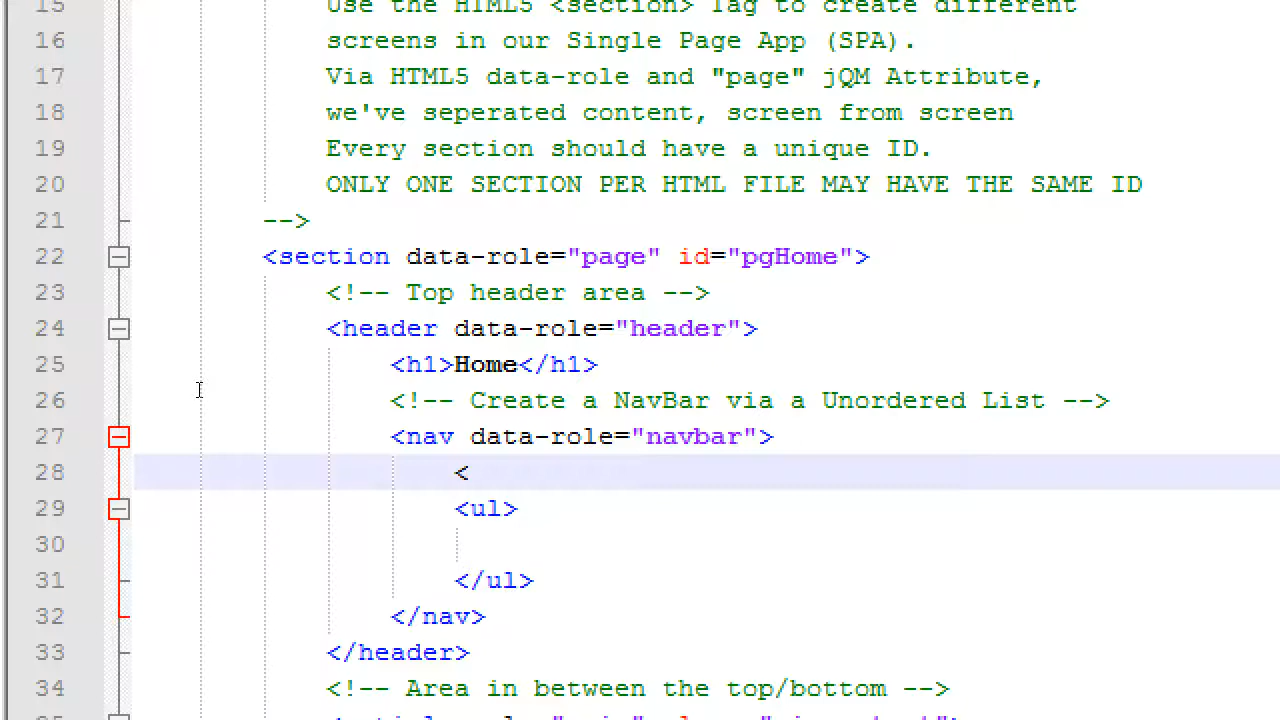 15 Use the HTML5 <section> Tag to create different
16 screens in our Single Page App (SPA).
17 Via HTML5 data-role and "page" jQM Attribute,
18 we've seperated content, screen from screen
19 Every section should have a unique ID.
20 ONLY ONE SECTION PER HTML FILE MAY HAVE THE SAME ID
21 -->
22 <section data-role="page" id="pgHome">
23 <!-- Top header area -->
24 <header data-role="header">
25 <h1>Home</h1>
26 <!-- Create a NavBar via a Unordered List -->
27 <nav data-role="navbar">
28 <
29 <ul>
30
31 </ul>
32 </nav>
33 </header>
34 <!-- Area in between the top/bottom -->